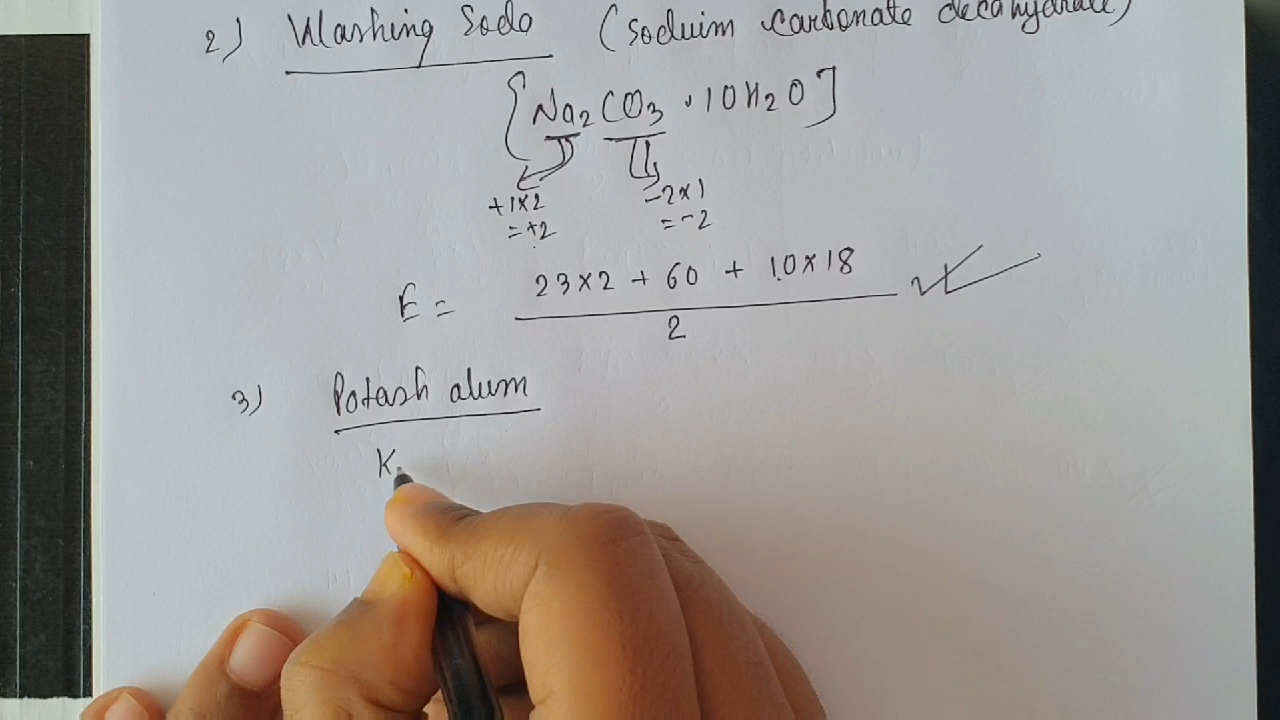 2) Washing Soda (Soduim carbonate decahydrate)
[Na2CO3 · 10H2O]
+1×2 -2×1
=+2 =-2
E = 23×2 + 60 + 10×18
2
3) Potash alum
K